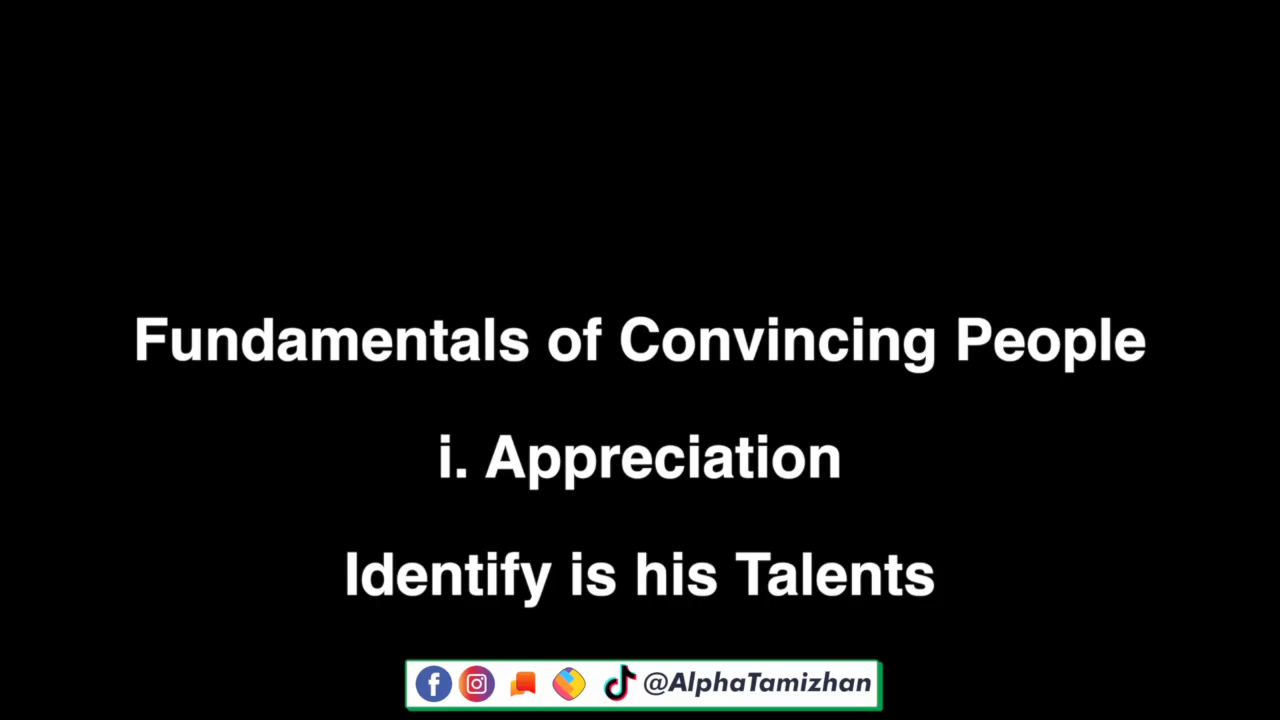 Fundamentals of Convincing People
i. Appreciation
Identify is his Talents
@AlphaTamizhan